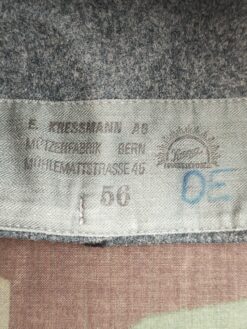 E. KRESSMANN AG
MÜTZENFABRIK BERN
MÜHLEMATTSTRASSE 45
56
OE